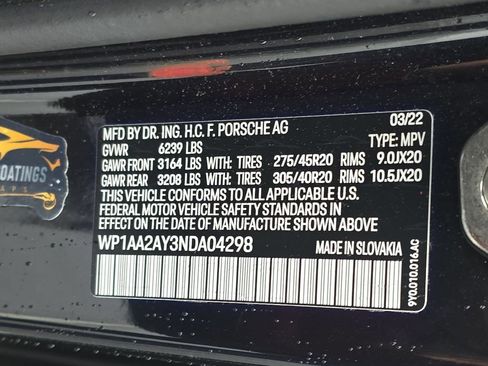 03/22
MFD BY DR. ING. H.C. F. PORSCHE AG
GVWR 6239 LBS TYPE: MPV
GAWR FRONT 3164 LBS WITH: TIRES 275/45R20 RIMS 9.0JX20
GAWR REAR 3208 LBS WITH: TIRES 305/40R20 RIMS 10.5JX20
THIS VEHICLE CONFORMS TO ALL APPLICABLE U.S.
FEDERAL MOTOR VEHICLE SAFETY STANDARDS IN
EFFECT ON THE DATE OF MANUFACTURE SHOWN ABOVE
WP1AA2AY3NDA04298 MADE IN SLOVAKIA
9Y0.010.016.AC
OATINGS